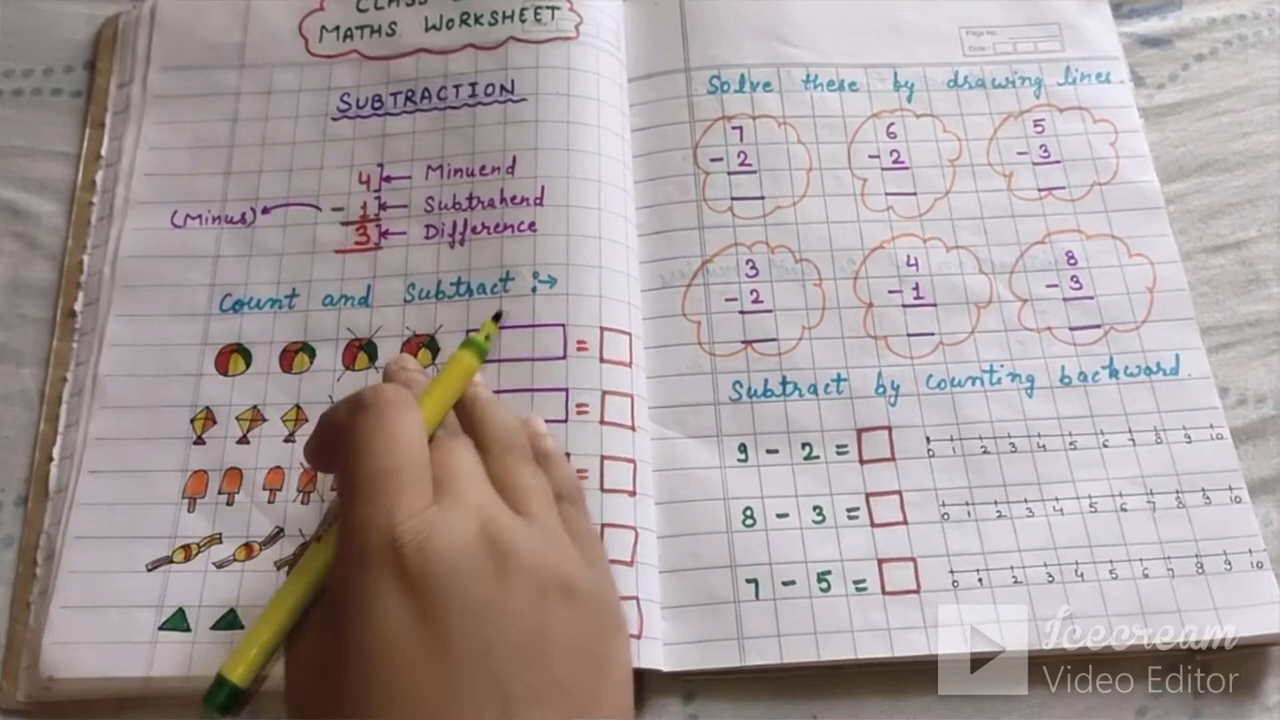 CLASS
MATHS WORKSHEET
SUBTRACTION
4 Minuend
(Minus) - 1 Subtrahend
3 Difference
Count and Subtract :→
=
=
=
Page No.
Date:
Solve these by drawing lines.
7 6 5
- 2 - 2 - 3
3 4 8
- 2 - 1 - 3
Subtract by counting backward.
9 - 2 = 0 1 2 3 4 5 6 7 8 9 10
8 - 3 = 0 1 2 3 4 5 6 7 8 9 10
7 - 5 = 0 1 2 3 4 5 6 7 8 9 10
Icecream
Video Editor